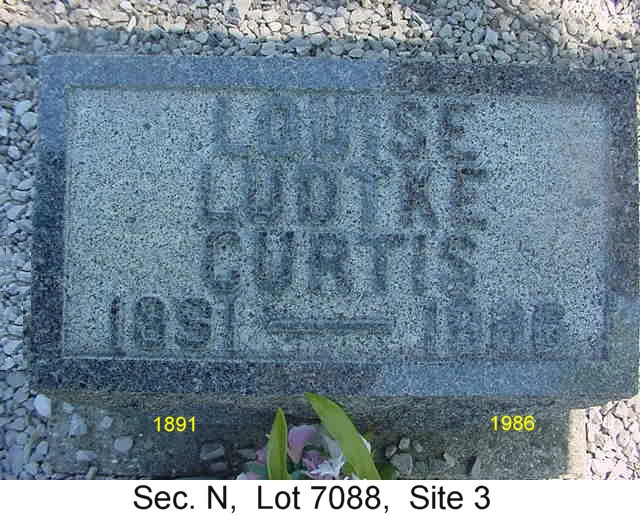 LOUISE
LUDTKE
CURTIS
1891 — 1986
1891 1986
Sec. N, Lot 7088, Site 3